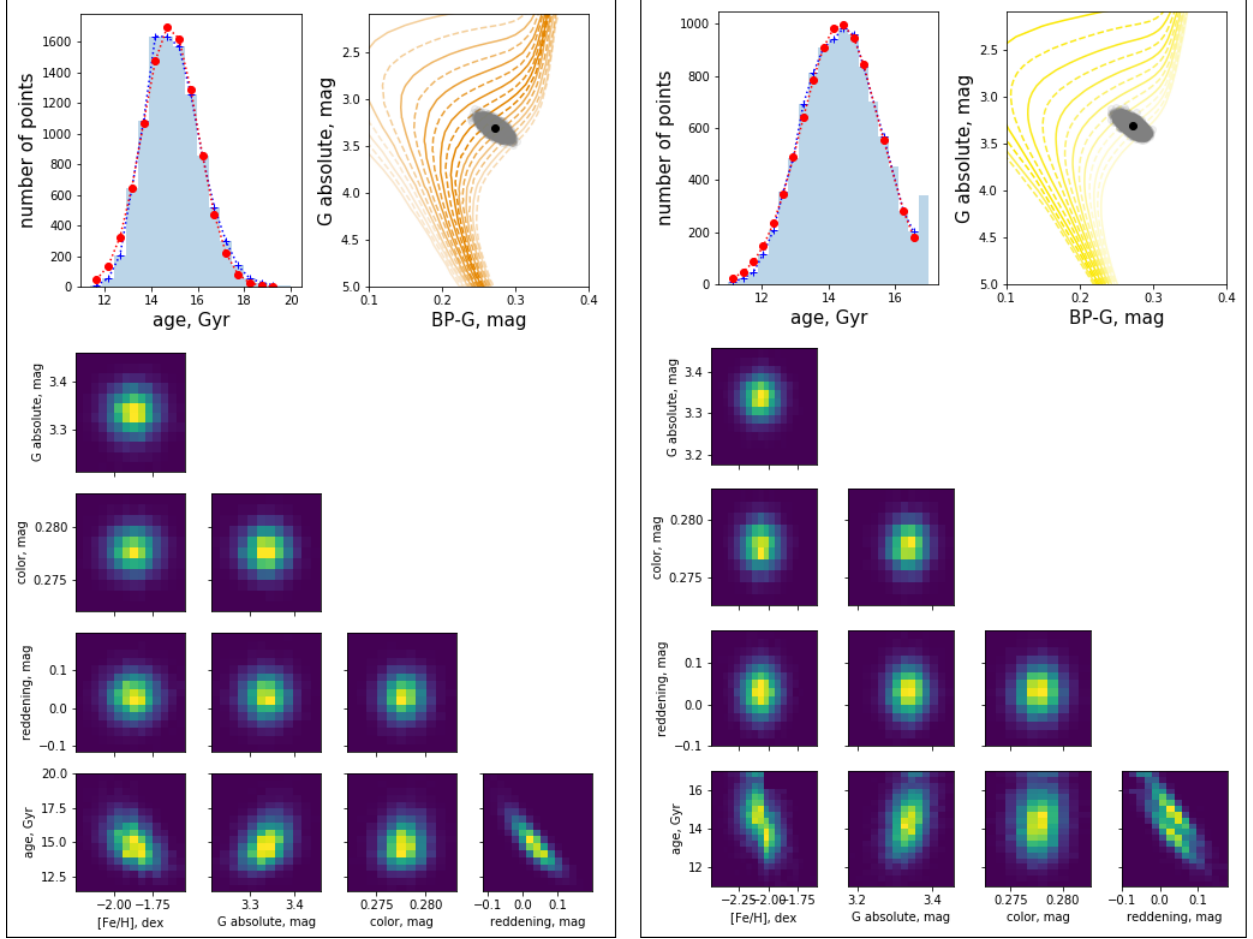 1600
1400
1200
1000
800
600
400
200
0
number of points
12 14 16 18 20
age, Gyr
2.5
3.0
3.5
4.0
4.5
5.0
G absolute, mag
0.1 0.2 0.3 0.4
BP-G, mag
3.4
3.3
G absolute, mag
0.280
0.275
color, mag
0.1
0.0
−0.1
reddening, mag
20.0
17.5
15.0
12.5
age, Gyr
−2.00 −1.75
[Fe/H], dex
3.3 3.4
G absolute, mag
0.275 0.280
color, mag
−0.1 0.0 0.1
reddening, mag
1000
800
600
400
200
0
number of points
12 14 16
age, Gyr
2.5
3.0
3.5
4.0
4.5
5.0
G absolute, mag
0.1 0.2 0.3 0.4
BP-G, mag
3.4
3.3
3.2
G absolute, mag
0.280
0.275
color, mag
0.1
0.0
−0.1
reddening, mag
16
14
12
age, Gyr
−2.25 −2.00 −1.75
[Fe/H], dex
3.2 3.4
G absolute, mag
0.275 0.280
color, mag
−0.1 0.0 0.1
reddening, mag